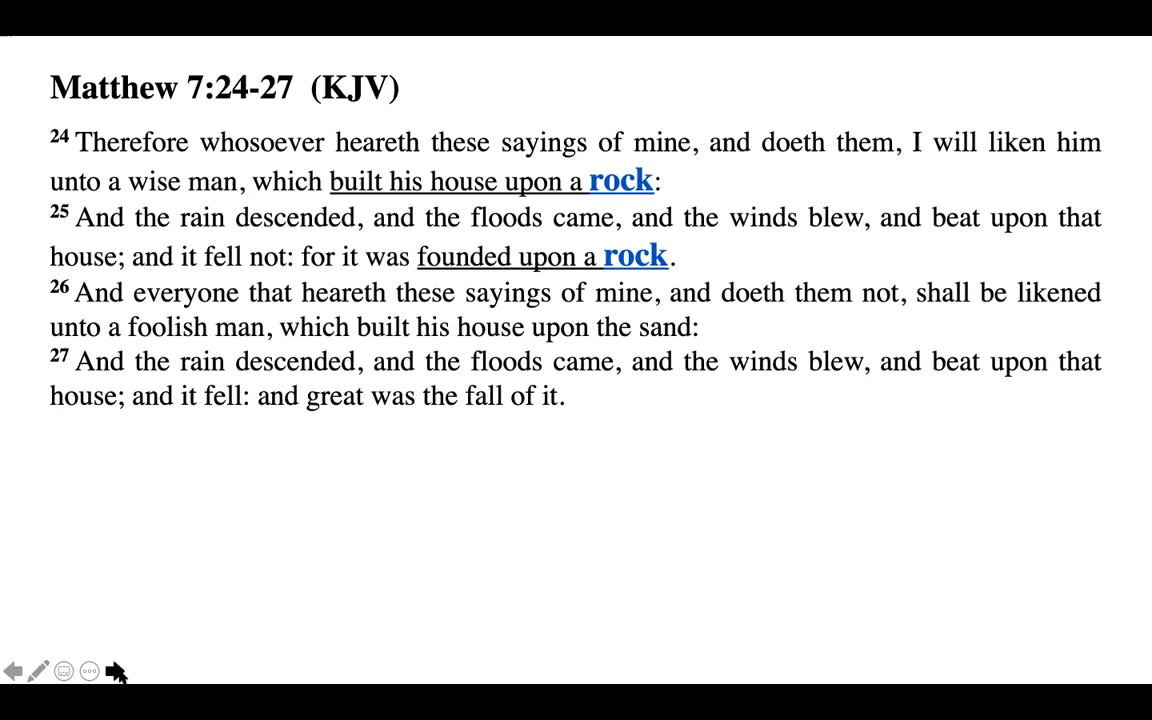 Matthew 7:24-27 (KJV)
24 Therefore whosoever heareth these sayings of mine, and doeth them, I will liken him
unto a wise man, which built his house upon a rock:
25 And the rain descended, and the floods came, and the winds blew, and beat upon that
house; and it fell not: for it was founded upon a rock.
26 And everyone that heareth these sayings of mine, and doeth them not, shall be likened
unto a foolish man, which built his house upon the sand:
27 And the rain descended, and the floods came, and the winds blew, and beat upon that
house; and it fell: and great was the fall of it.